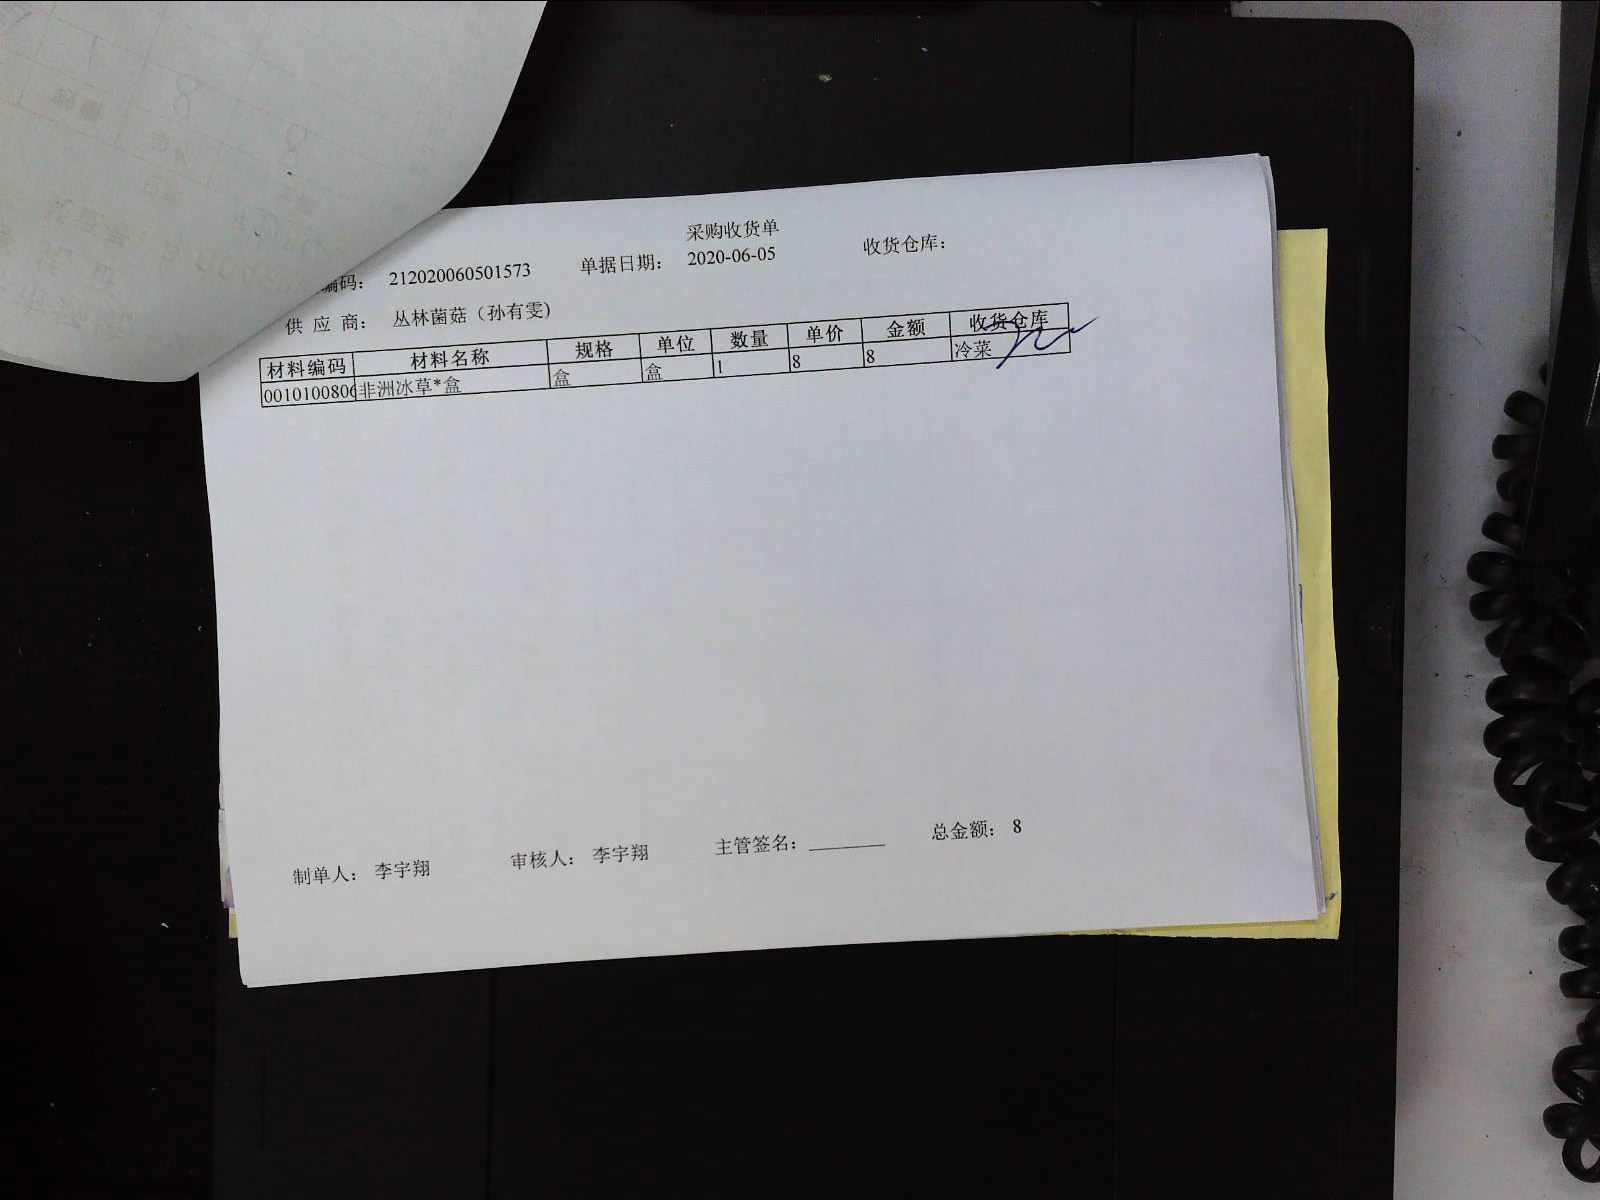 采购收货单
编码： 212020060501573 单据日期： 2020-06-05 收货仓库：
供 应 商： 丛林菌菇（孙有雯)
材料编码 材料名称 规格 单位 数量 单价 金额 收货仓库
0010100806 非洲冰草*盒 盒 盒 1 8 8 冷菜
制单人： 李宇翔 审核人： 李宇翔 主管签名： 总金额： 8